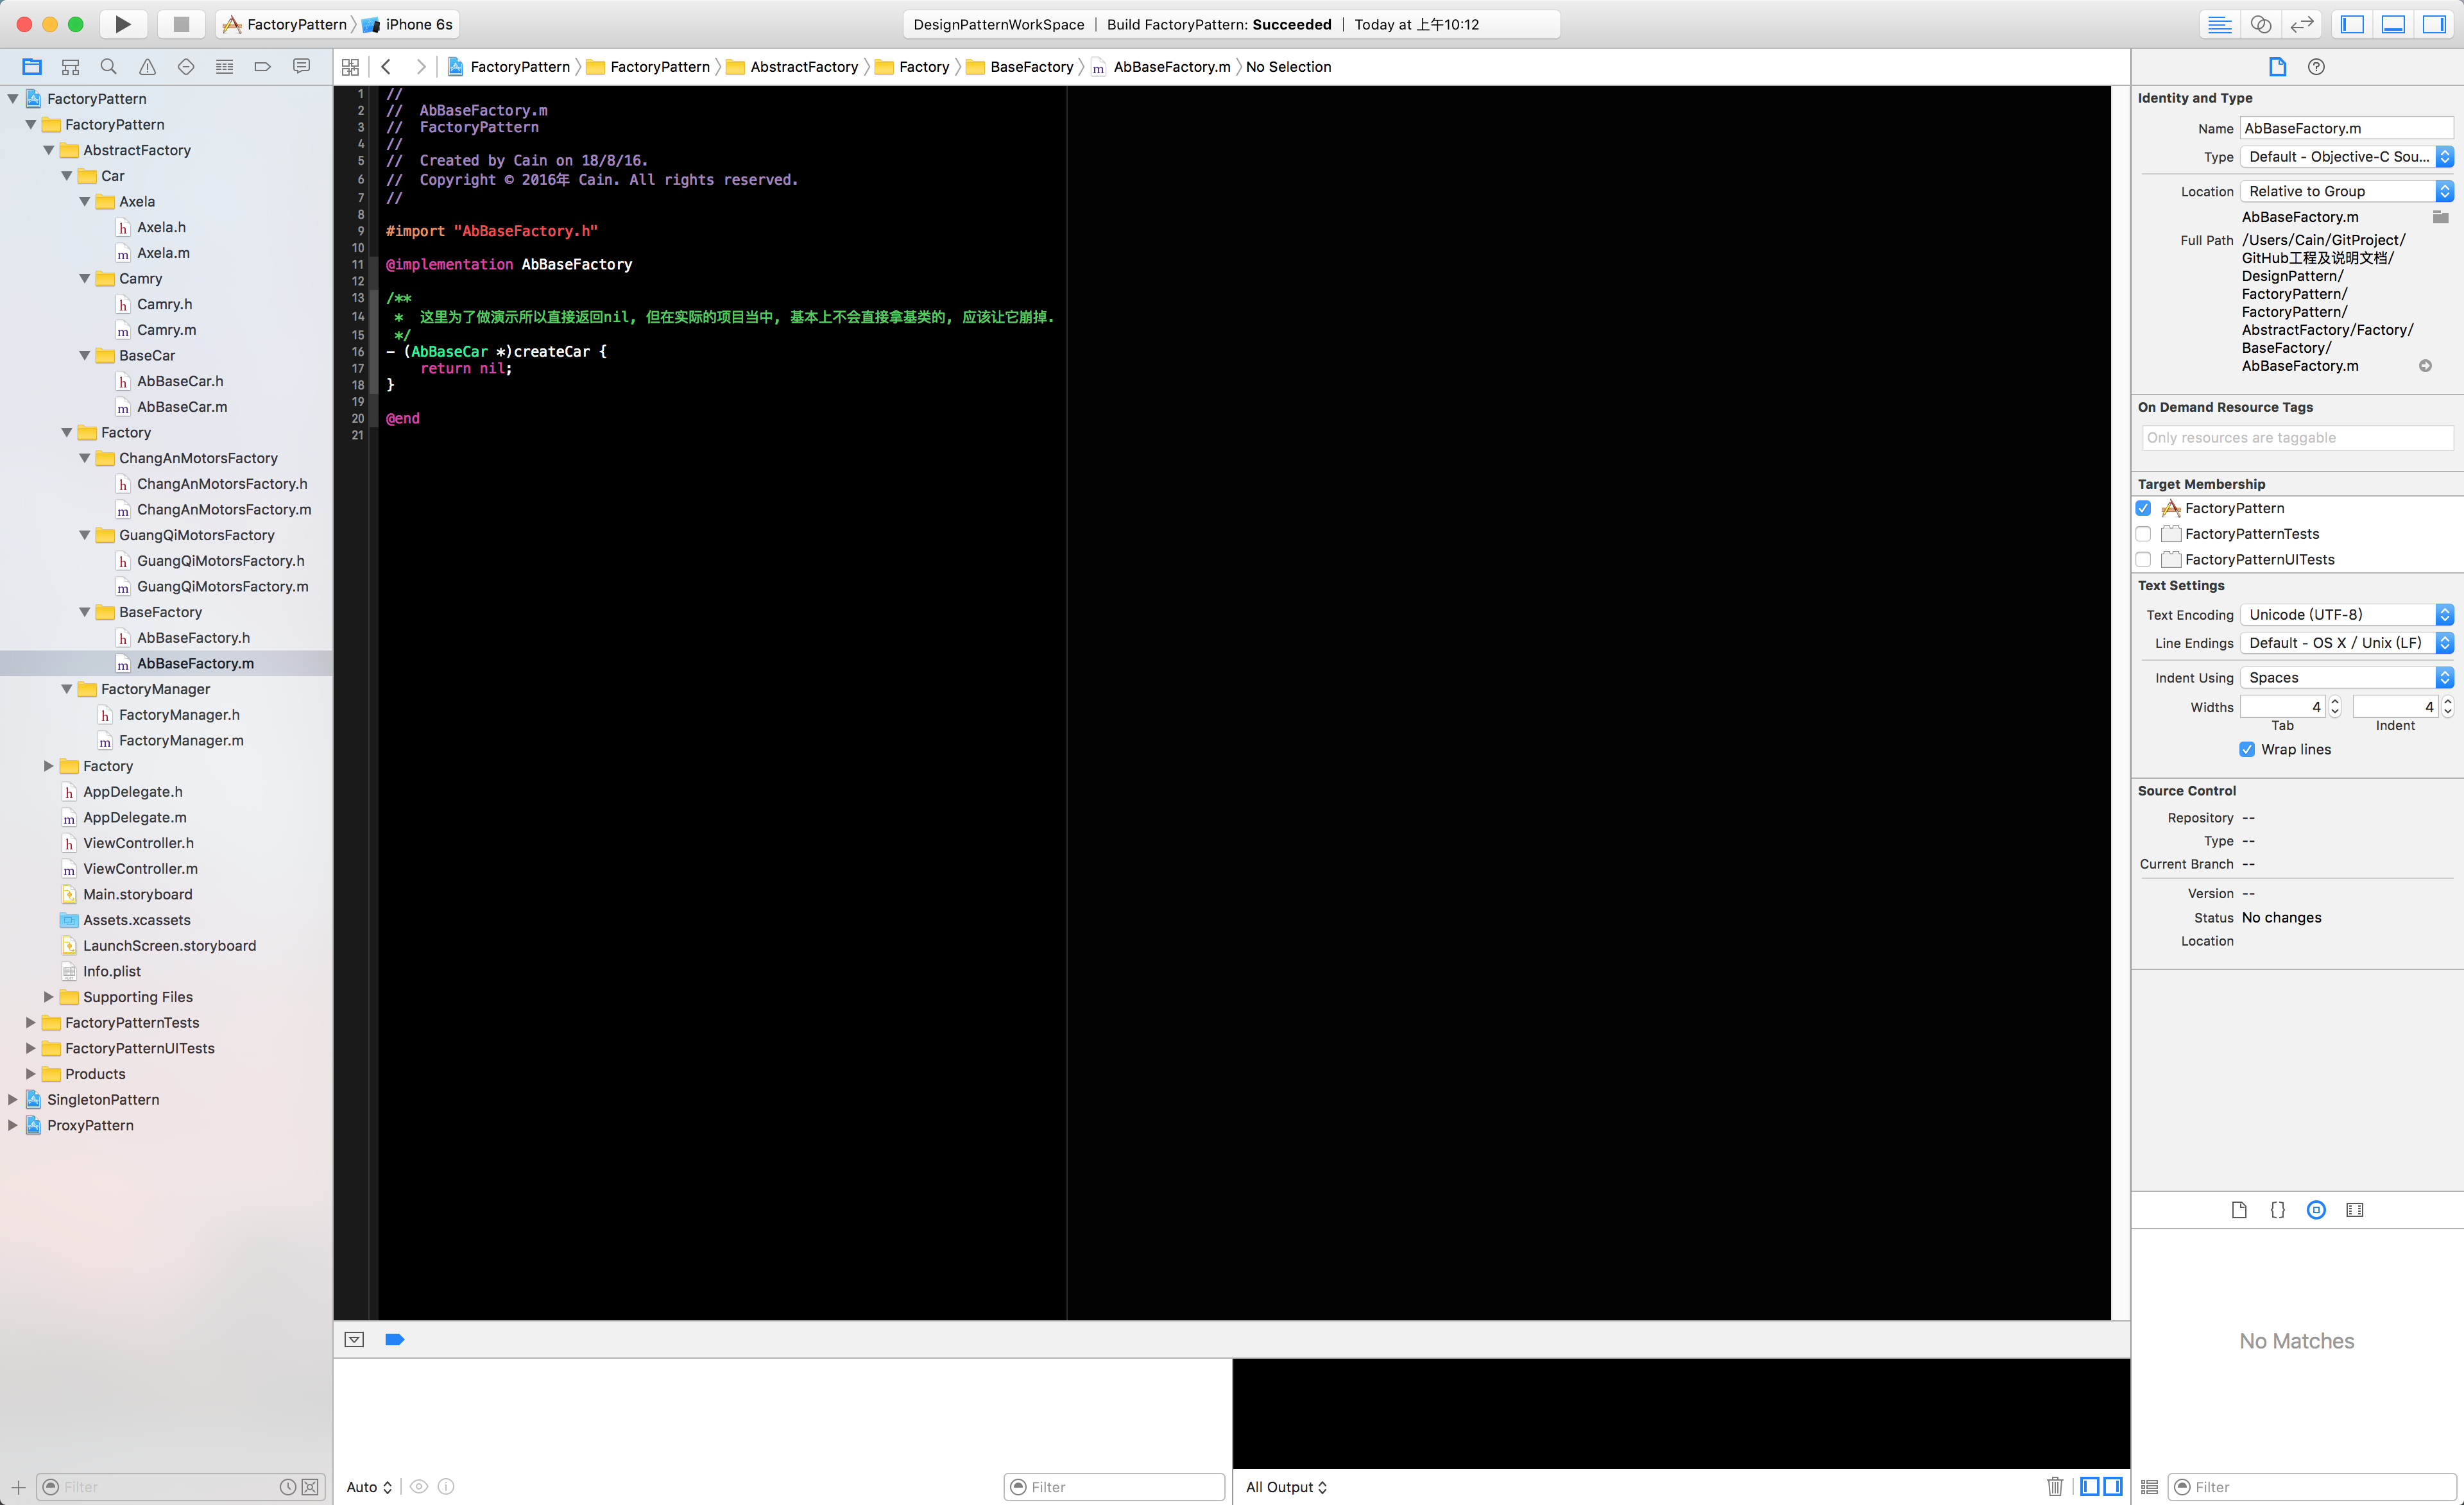 FactoryPattern 〉 iPhone 6s
DesignPatternWorkSpace | Build FactoryPattern: Succeeded | Today at 上午10:12
FactoryPattern 〉 FactoryPattern 〉 AbstractFactory 〉 Factory 〉 BaseFactory 〉 m AbBaseFactory.m 〉 No Selection
FactoryPattern
FactoryPattern
AbstractFactory
Car
Axela
h Axela.h
m Axela.m
Camry
h Camry.h
m Camry.m
BaseCar
h AbBaseCar.h
m AbBaseCar.m
Factory
ChangAnMotorsFactory
h ChangAnMotorsFactory.h
m ChangAnMotorsFactory.m
GuangQiMotorsFactory
h GuangQiMotorsFactory.h
m GuangQiMotorsFactory.m
BaseFactory
h AbBaseFactory.h
m AbBaseFactory.m
FactoryManager
h FactoryManager.h
m FactoryManager.m
Factory
h AppDelegate.h
m AppDelegate.m
h ViewController.h
m ViewController.m
Main.storyboard
Assets.xcassets
LaunchScreen.storyboard
Info.plist
Supporting Files
FactoryPatternTests
FactoryPatternUITests
Products
SingletonPattern
ProxyPattern
Filter
1 //
2 //  AbBaseFactory.m
3 //  FactoryPattern
4 //
5 //  Created by Cain on 18/8/16.
6 //  Copyright © 2016年 Cain. All rights reserved.
7 //
8
9 #import "AbBaseFactory.h"
10
11 @implementation AbBaseFactory
12
13 /**
14  *  这里为了做演示所以直接返回nil, 但在实际的项目当中, 基本上不会直接拿基类的, 应该让它崩掉.
15  */
16 - (AbBaseCar *)createCar {
17     return nil;
18 }
19
20 @end
21
Auto
Filter
All Output
Identity and Type
Name AbBaseFactory.m
Type Default - Objective-C Sou...
Location Relative to Group
AbBaseFactory.m
Full Path /Users/Cain/GitProject/
GitHub工程及说明文档/
DesignPattern/
FactoryPattern/
FactoryPattern/
AbstractFactory/Factory/
BaseFactory/
AbBaseFactory.m
On Demand Resource Tags
Only resources are taggable
Target Membership
FactoryPattern
FactoryPatternTests
FactoryPatternUITests
Text Settings
Text Encoding Unicode (UTF-8)
Line Endings Default - OS X / Unix (LF)
Indent Using Spaces
Widths 4 4
Tab Indent
Wrap lines
Source Control
Repository --
Type --
Current Branch --
Version --
Status No changes
Location
{}
No Matches
Filter